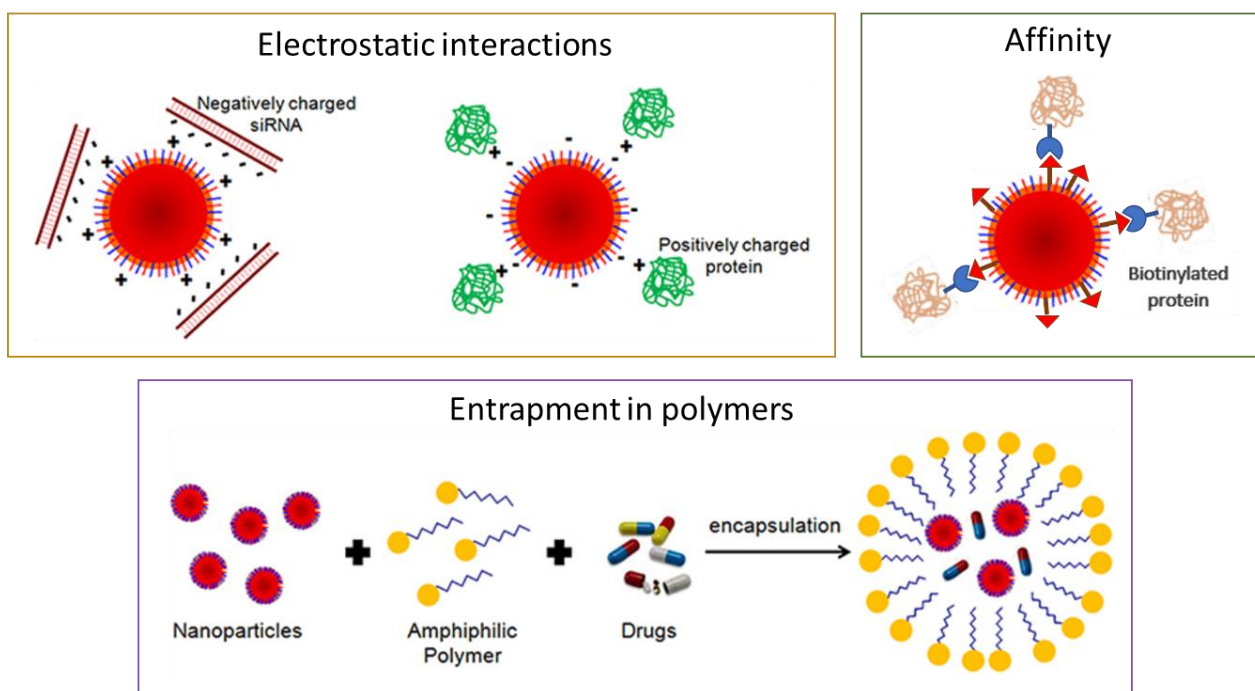 Electrostatic interactions
Negatively charged
siRNA
Positively charged
protein
Affinity
Biotinylated
protein
Entrapment in polymers
encapsulation
Nanoparticles
Amphiphilic
Polymer
Drugs